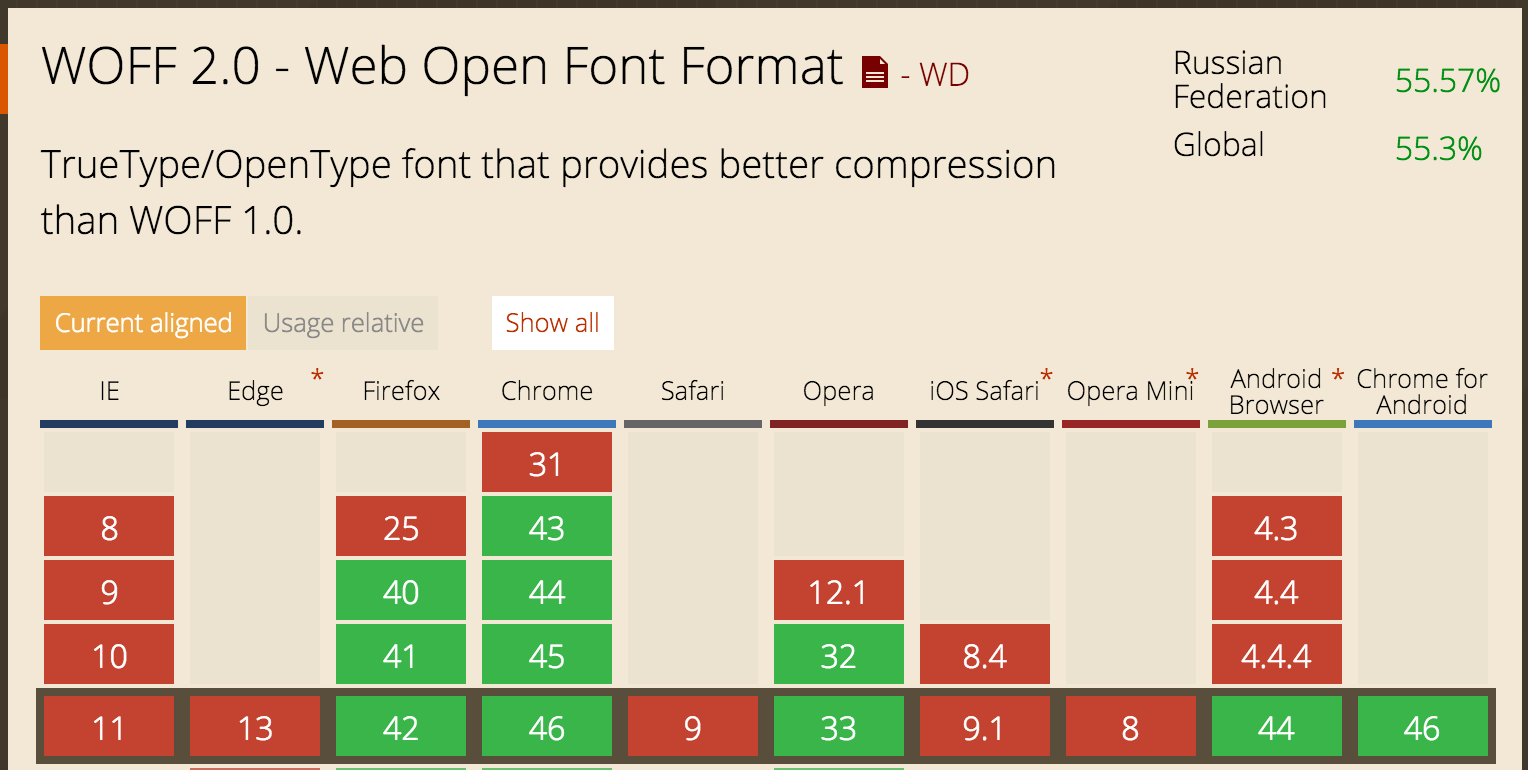 WOFF 2.0 - Web Open Font Format - WD
TrueType/OpenType font that provides better compression
than WOFF 1.0.
Russian
Federation 55.57%
Global 55.3%
Current aligned Usage relative Show all
IE Edge * Firefox Chrome Safari Opera iOS Safari * Opera Mini * Android Browser * Chrome for Android
31
8 25 43 4.3
9 40 44 12.1 4.4
10 41 45 32 8.4 4.4.4
11 13 42 46 9 33 9.1 8 44 46